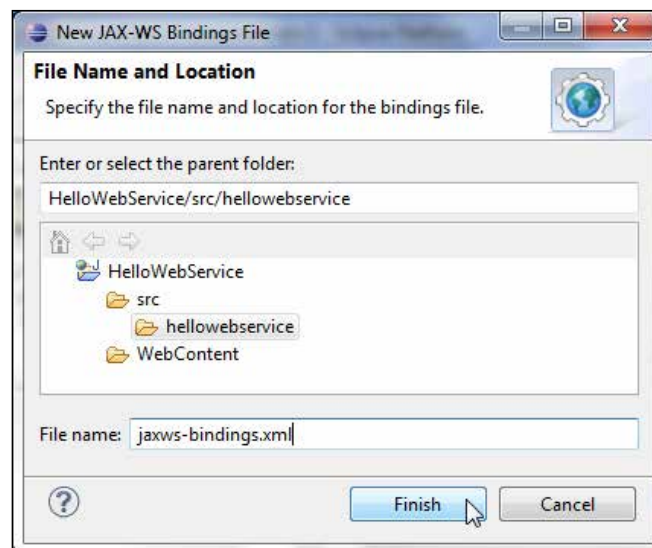 New JAX-WS Bindings File
File Name and Location
Specify the file name and location for the bindings file.
Enter or select the parent folder:
HelloWebService/src/hellowebservice
HelloWebService
src
hellowebservice
WebContent
File name: jaxws-bindings.xml
Finish Cancel